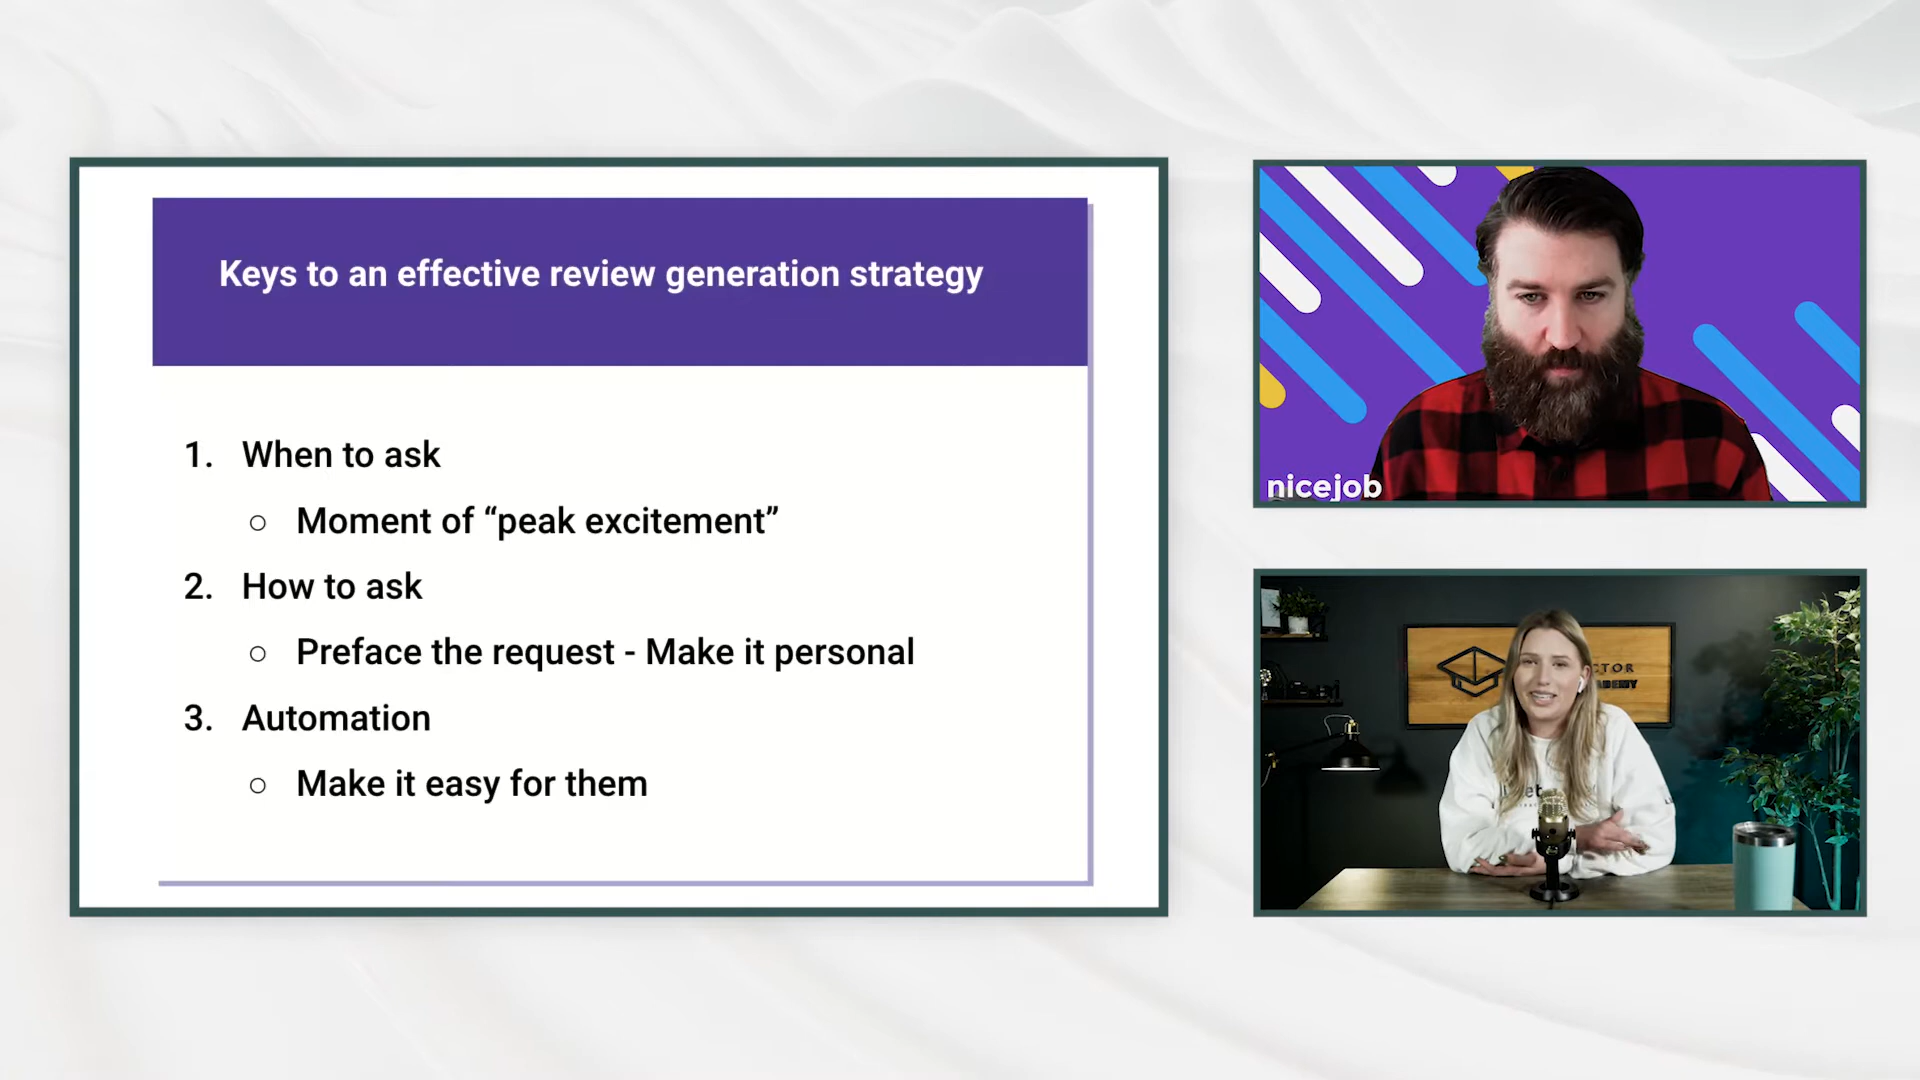 Keys to an effective review generation strategy
1. When to ask
○ Moment of “peak excitement”
2. How to ask
○ Preface the request - Make it personal
3. Automation
○ Make it easy for them
nicejob